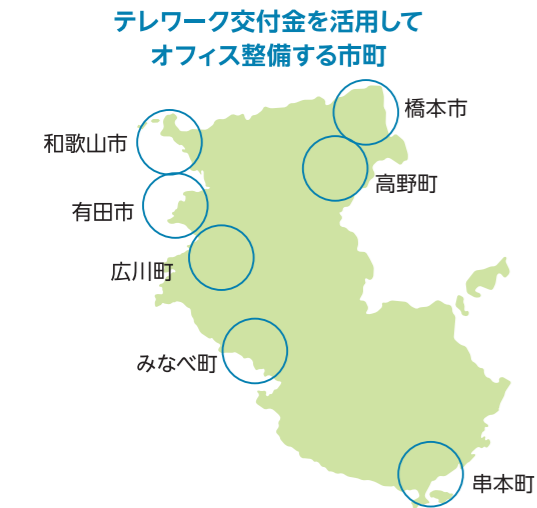 テレワーク交付金を活用して
オフィス整備する市町
橋本市
和歌山市
高野町
有田市
広川町
みなべ町
串本町